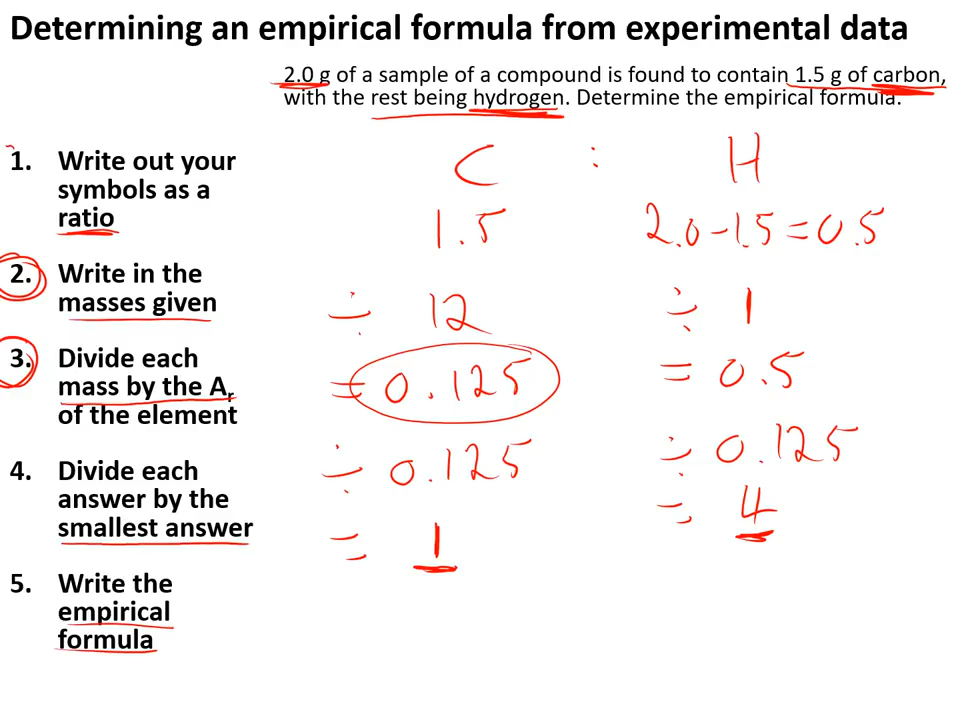 Determining an empirical formula from experimental data
2.0 g of a sample of a compound is found to contain 1.5 g of carbon,
with the rest being hydrogen. Determine the empirical formula.
1. Write out your
symbols as a
ratio
2. Write in the
masses given
3. Divide each
mass by the Ar
of the element
4. Divide each
answer by the
smallest answer
5. Write the
empirical
formula
C : H
1.5 2.0 - 1.5 = 0.5
÷ 12 ÷ 1
= 0.125 = 0.5
÷ 0.125 ÷ 0.125
= 1 = 4